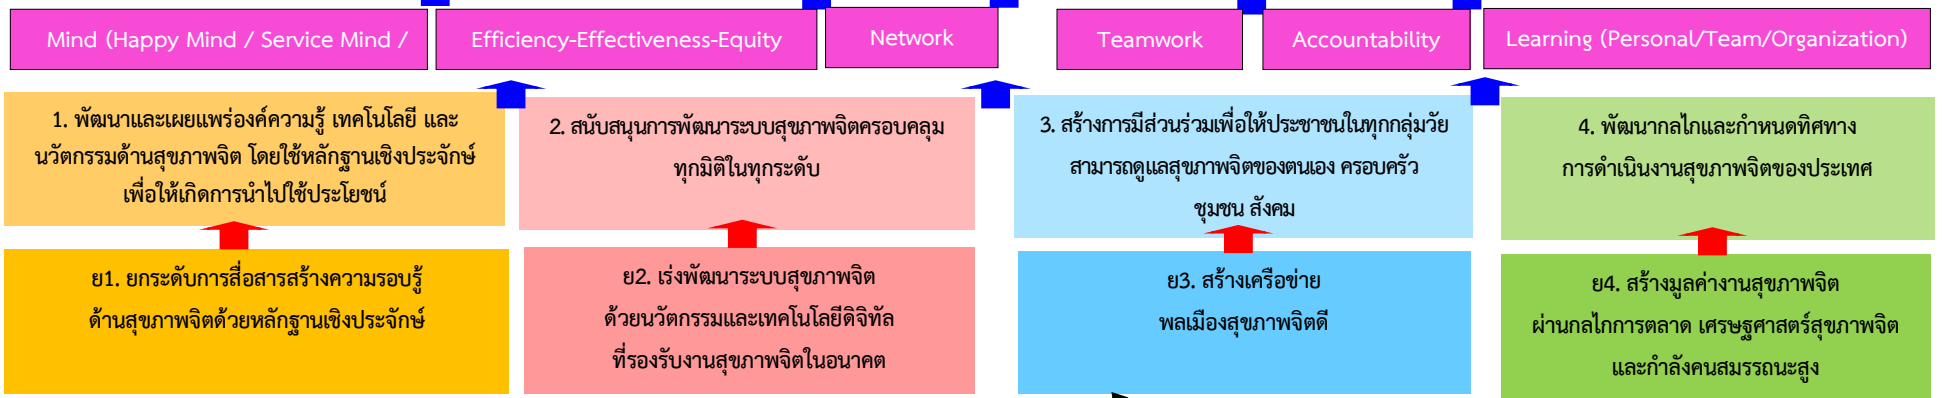 Mind (Happy Mind / Service Mind /
Efficiency-Effectiveness-Equity
Network
Teamwork
Accountability
Learning (Personal/Team/Organization)
1. พัฒนาและเผยแพร่องค์ความรู้ เทคโนโลยี และ
นวัตกรรมด้านสุขภาพจิต โดยใช้หลักฐานเชิงประจักษ์
เพื่อให้เกิดการนำไปใช้ประโยชน์
2. สนับสนุนการพัฒนาระบบสุขภาพจิตครอบคลุม
ทุกมิติในทุกระดับ
3. สร้างการมีส่วนร่วมเพื่อให้ประชาชนในทุกกลุ่มวัย
สามารถดูแลสุขภาพจิตของตนเอง ครอบครัว
ชุมชน สังคม
4. พัฒนากลไกและกำหนดทิศทาง
การดำเนินงานสุขภาพจิตของประเทศ
ย1. ยกระดับการสื่อสารสร้างความรอบรู้
ด้านสุขภาพจิตด้วยหลักฐานเชิงประจักษ์
ย2. เร่งพัฒนาระบบสุขภาพจิต
ด้วยนวัตกรรมและเทคโนโลยีดิจิทัล
ที่รองรับงานสุขภาพจิตในอนาคต
ย3. สร้างเครือข่าย
พลเมืองสุขภาพจิตดี
ย4. สร้างมูลค่างานสุขภาพจิต
ผ่านกลไกการตลาด เศรษฐศาสตร์สุขภาพจิต
และกำลังคนสมรรถนะสูง